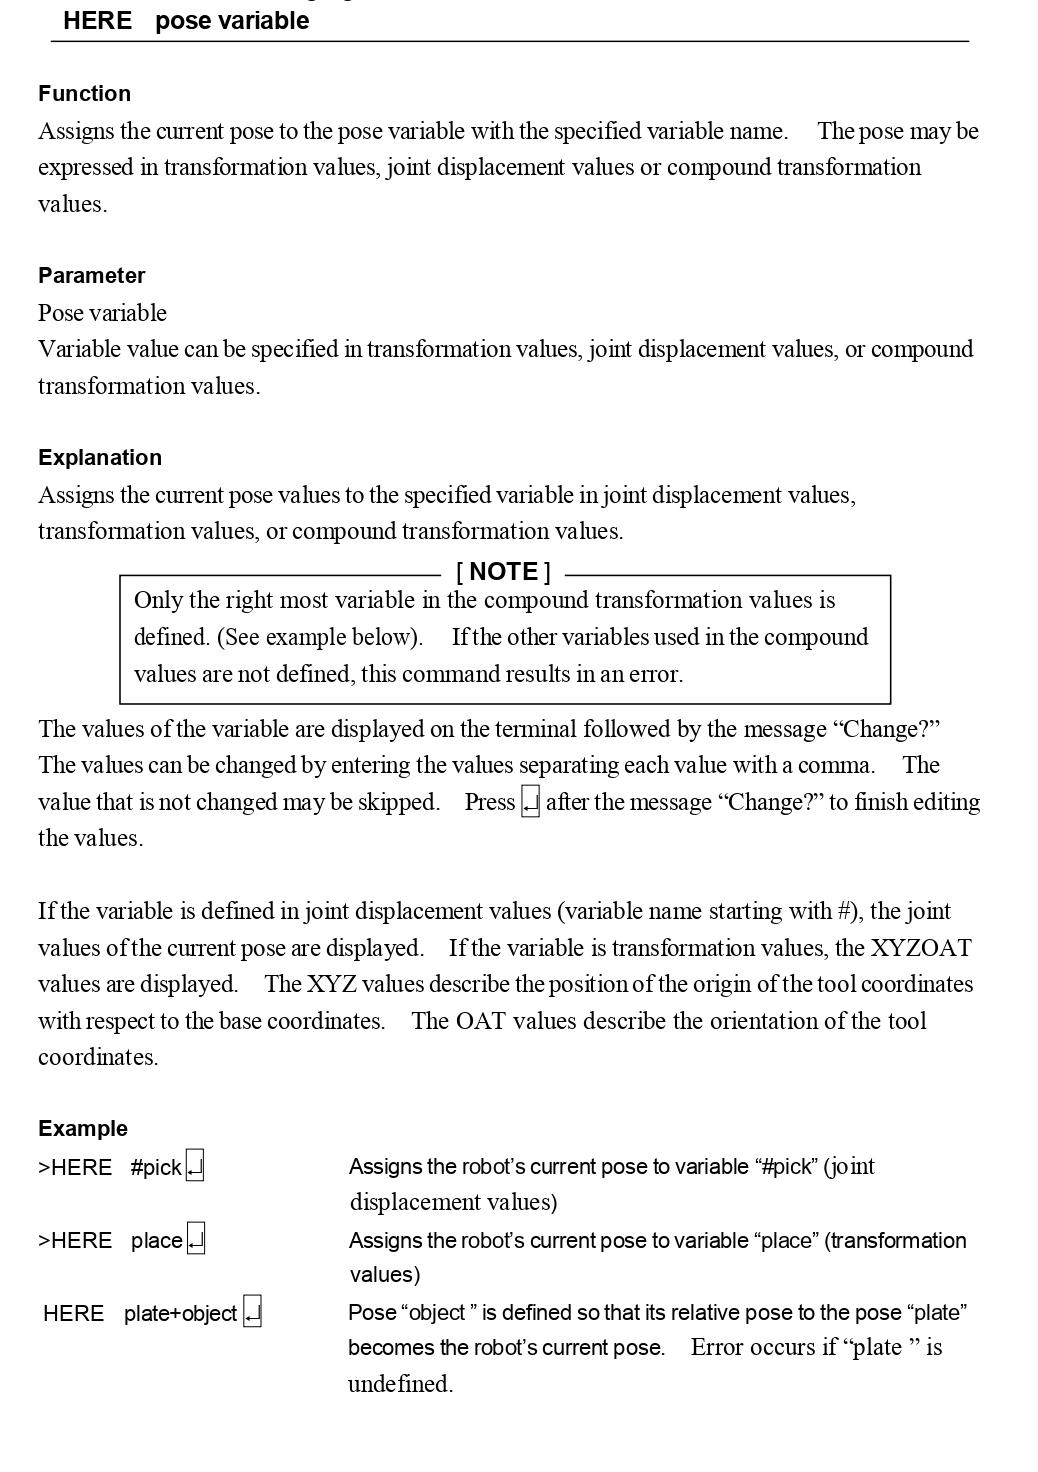 HERE pose variable
Function
Assigns the current pose to the pose variable with the specified variable name. The pose may be
expressed in transformation values, joint displacement values or compound transformation
values.
Parameter
Pose variable
Variable value can be specified in transformation values, joint displacement values, or compound
transformation values.
Explanation
Assigns the current pose values to the specified variable in joint displacement values,
transformation values, or compound transformation values.
[ NOTE ]
Only the right most variable in the compound transformation values is
defined. (See example below). If the other variables used in the compound
values are not defined, this command results in an error.
The values of the variable are displayed on the terminal followed by the message “Change?”
The values can be changed by entering the values separating each value with a comma. The
value that is not changed may be skipped. Press ↵ after the message “Change?” to finish editing
the values.
If the variable is defined in joint displacement values (variable name starting with #), the joint
values of the current pose are displayed. If the variable is transformation values, the XYZOAT
values are displayed. The XYZ values describe the position of the origin of the tool coordinates
with respect to the base coordinates. The OAT values describe the orientation of the tool
coordinates.
Example
>HERE #pick↵ Assigns the robot’s current pose to variable “#pick” (joint
displacement values)
>HERE place↵ Assigns the robot’s current pose to variable “place” (transformation
values)
HERE plate+object ↵ Pose “object ” is defined so that its relative pose to the pose “plate”
becomes the robot’s current pose. Error occurs if “plate ” is
undefined.